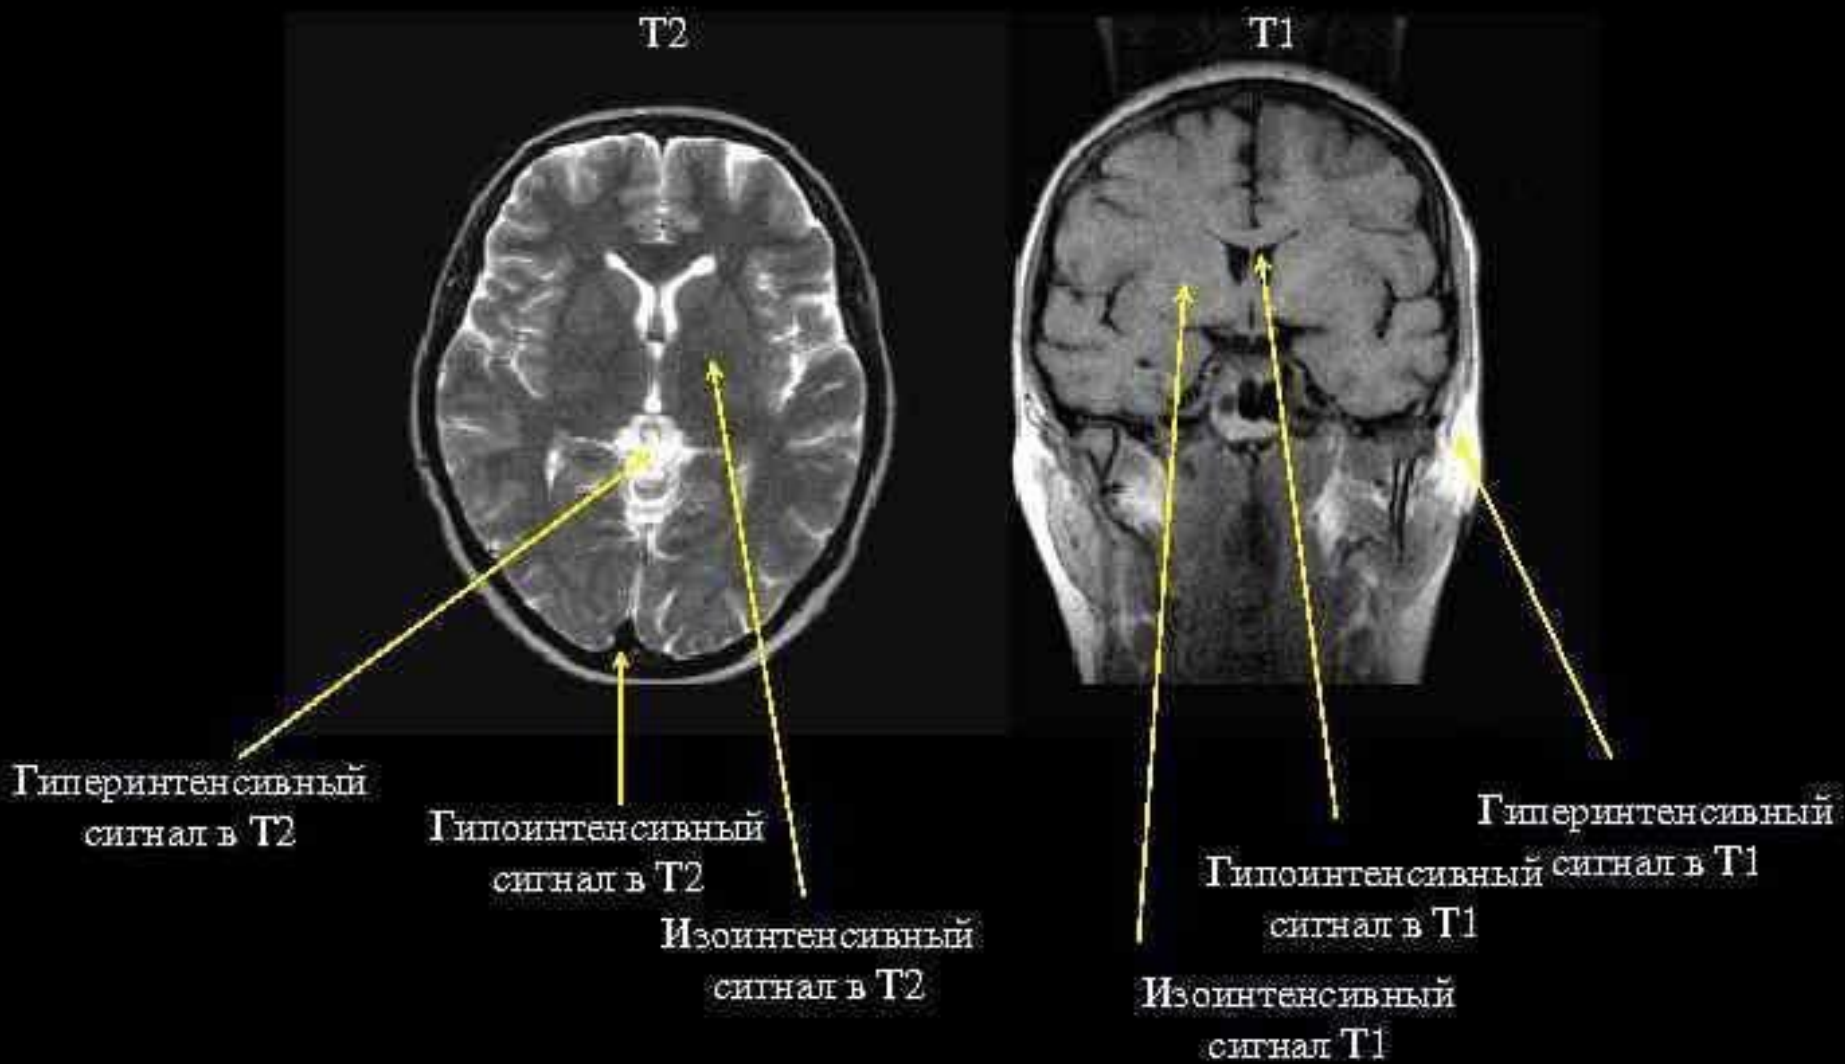 T2
T1
Гиперинтенсивный
сигнал в T2
Гипоинтенсивный
сигнал в T2
Изоинтенсивный
сигнал в T2
Изоинтенсивный
сигнал T1
Гипоинтенсивный
сигнал в T1
Гиперинтенсивный
сигнал в T1